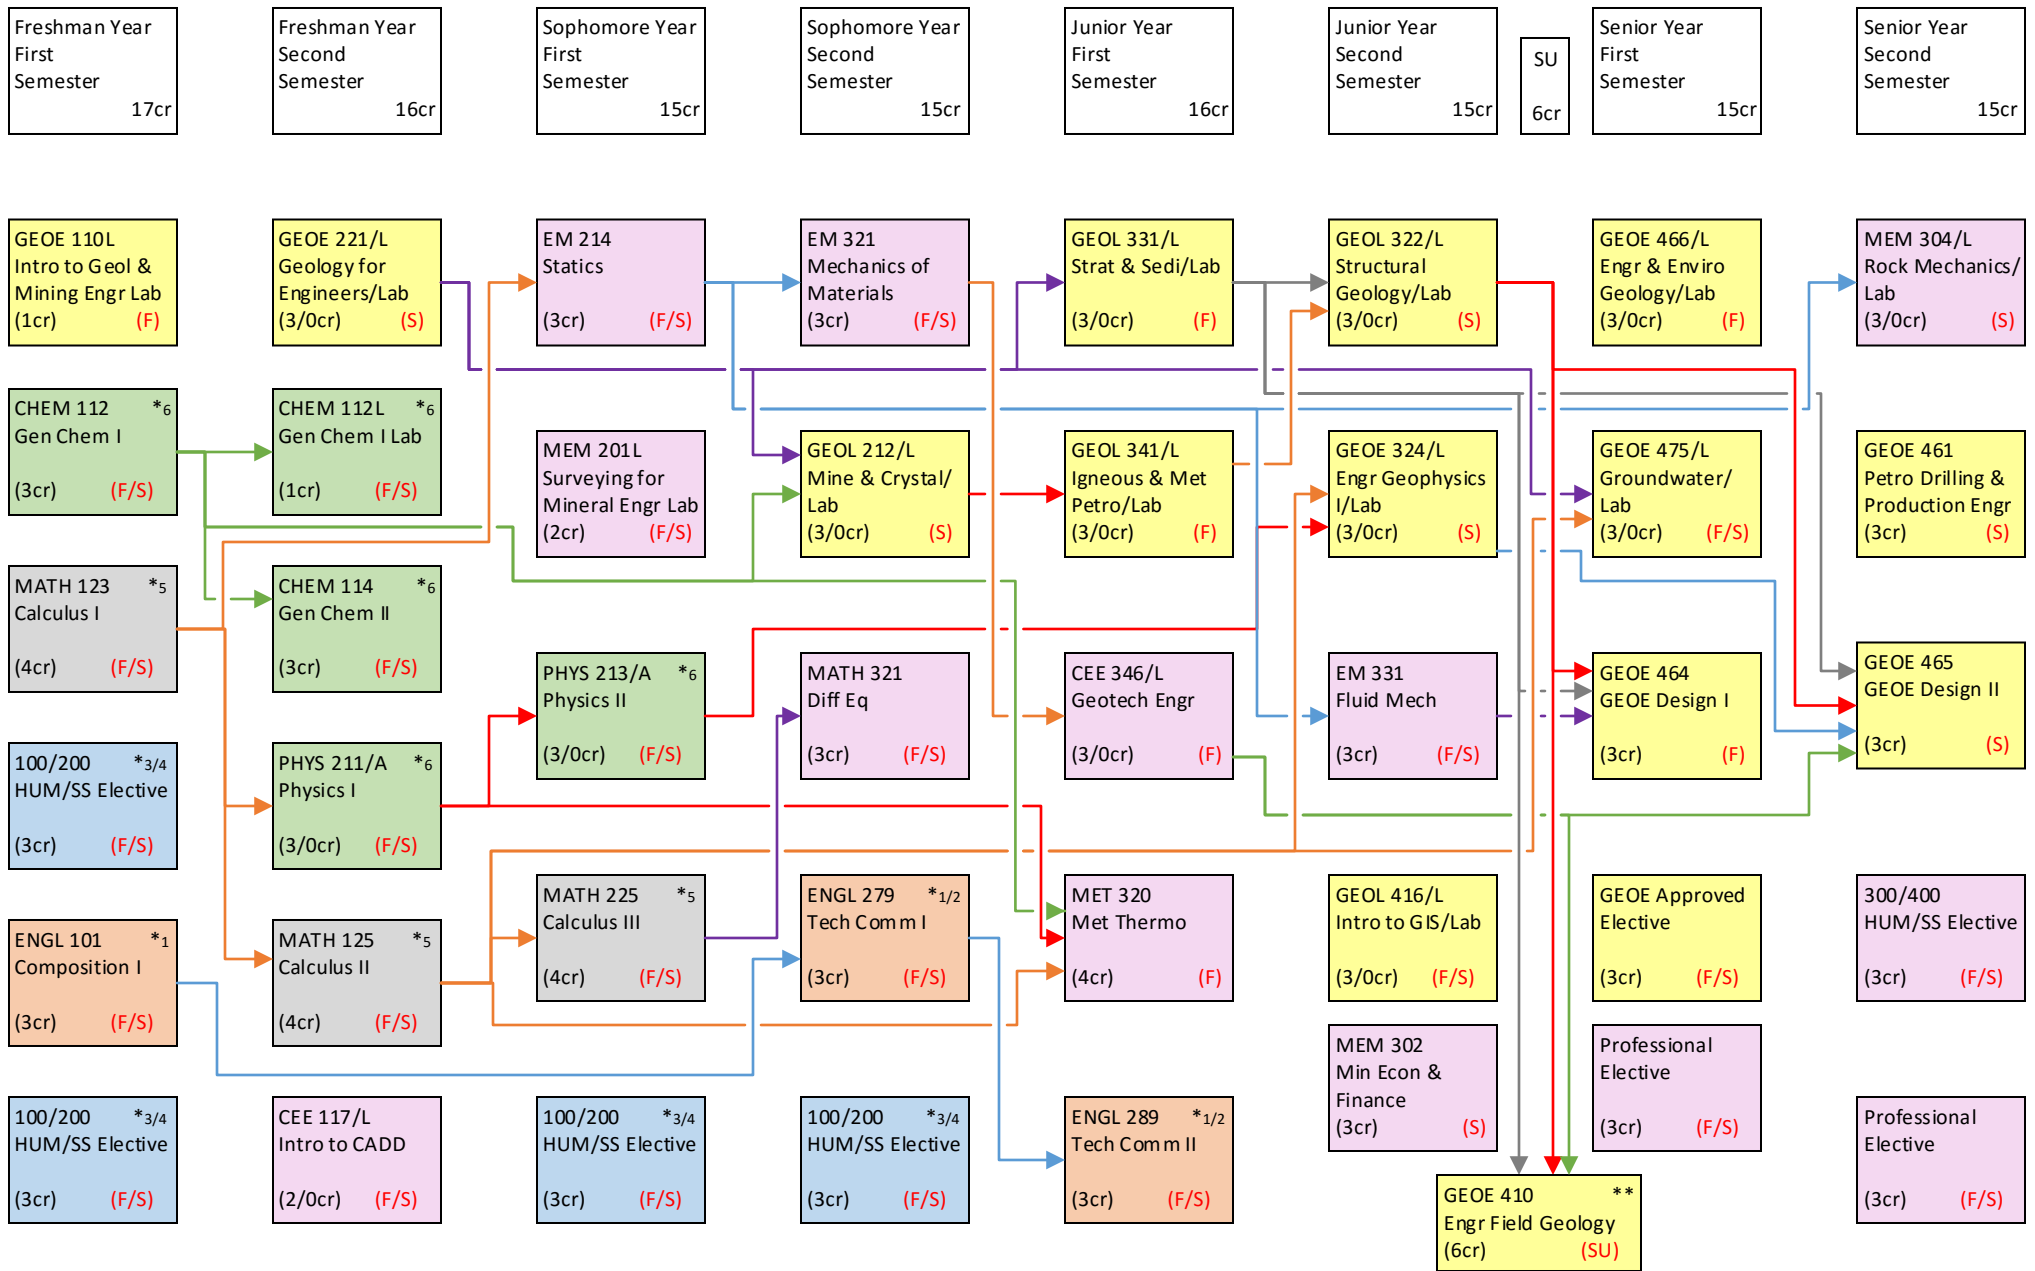 Freshman Year
First
Semester
17cr
Freshman Year
Second
Semester
16cr
Sophomore Year
First
Semester
15cr
Sophomore Year
Second
Semester
15cr
Junior Year
First
Semester
16cr
Junior Year
Second
Semester
15cr
SU
6cr
Senior Year
First
Semester
15cr
Senior Year
Second
Semester
15cr
GEOE 110L
Intro to Geol &
Mining Engr Lab
(1cr) (F)
GEOE 221/L
Geology for
Engineers/Lab
(3/0cr) (S)
EM 214
Statics
(3cr) (F/S)
EM 321
Mechanics of
Materials
(3cr) (F/S)
GEOL 331/L
Strat & Sedi/Lab
(3/0cr) (F)
GEOL 322/L
Structural
Geology/Lab
(3/0cr) (S)
GEOE 466/L
Engr & Enviro
Geology/Lab
(3/0cr) (F)
MEM 304/L
Rock Mechanics/
Lab
(3/0cr) (S)
CHEM 112 *6
Gen Chem I
(3cr) (F/S)
CHEM 112L *6
Gen Chem I Lab
(1cr) (F/S)
MEM 201L
Surveying for
Mineral Engr Lab
(2cr) (F/S)
GEOL 212/L
Mine & Crystal/
Lab
(3/0cr) (S)
GEOL 341/L
Igneous & Met
Petro/Lab
(3/0cr) (F)
GEOE 324/L
Engr Geophysics
I/Lab
(3/0cr) (S)
GEOE 475/L
Groundwater/
Lab
(3/0cr) (F/S)
GEOE 461
Petro Drilling &
Production Engr
(3cr) (S)
MATH 123 *5
Calculus I
(4cr) (F/S)
CHEM 114 *6
Gen Chem II
(3cr) (F/S)
PHYS 213/A *6
Physics II
(3/0cr) (F/S)
MATH 321
Diff Eq
(3cr) (F/S)
CEE 346/L
Geotech Engr
(3/0cr) (F)
EM 331
Fluid Mech
(3cr) (F/S)
GEOE 464
GEOE Design I
(3cr) (F)
GEOE 465
GEOE Design II
(3cr) (S)
100/200 *3/4
HUM/SS Elective
(3cr) (F/S)
PHYS 211/A *6
Physics I
(3/0cr) (F/S)
MATH 225 *5
Calculus III
(4cr) (F/S)
ENGL 279 *1/2
Tech Comm I
(3cr) (F/S)
MET 320
Met Thermo
(4cr) (F)
GEOL 416/L
Intro to GIS/Lab
(3/0cr) (F/S)
GEOE Approved
Elective
(3cr) (F/S)
300/400
HUM/SS Elective
(3cr) (F/S)
ENGL 101 *1
Composition I
(3cr) (F/S)
MATH 125 *5
Calculus II
(4cr) (F/S)
MEM 302
Min Econ &
Finance
(3cr) (S)
Professional
Elective
(3cr) (F/S)
100/200 *3/4
HUM/SS Elective
(3cr) (F/S)
CEE 117/L
Intro to CADD
(2/0cr) (F/S)
100/200 *3/4
HUM/SS Elective
(3cr) (F/S)
100/200 *3/4
HUM/SS Elective
(3cr) (F/S)
ENGL 289 *1/2
Tech Comm II
(3cr) (F/S)
Professional
Elective
(3cr) (F/S)
GEOE 410 **
Engr Field Geology
(6cr) (SU)